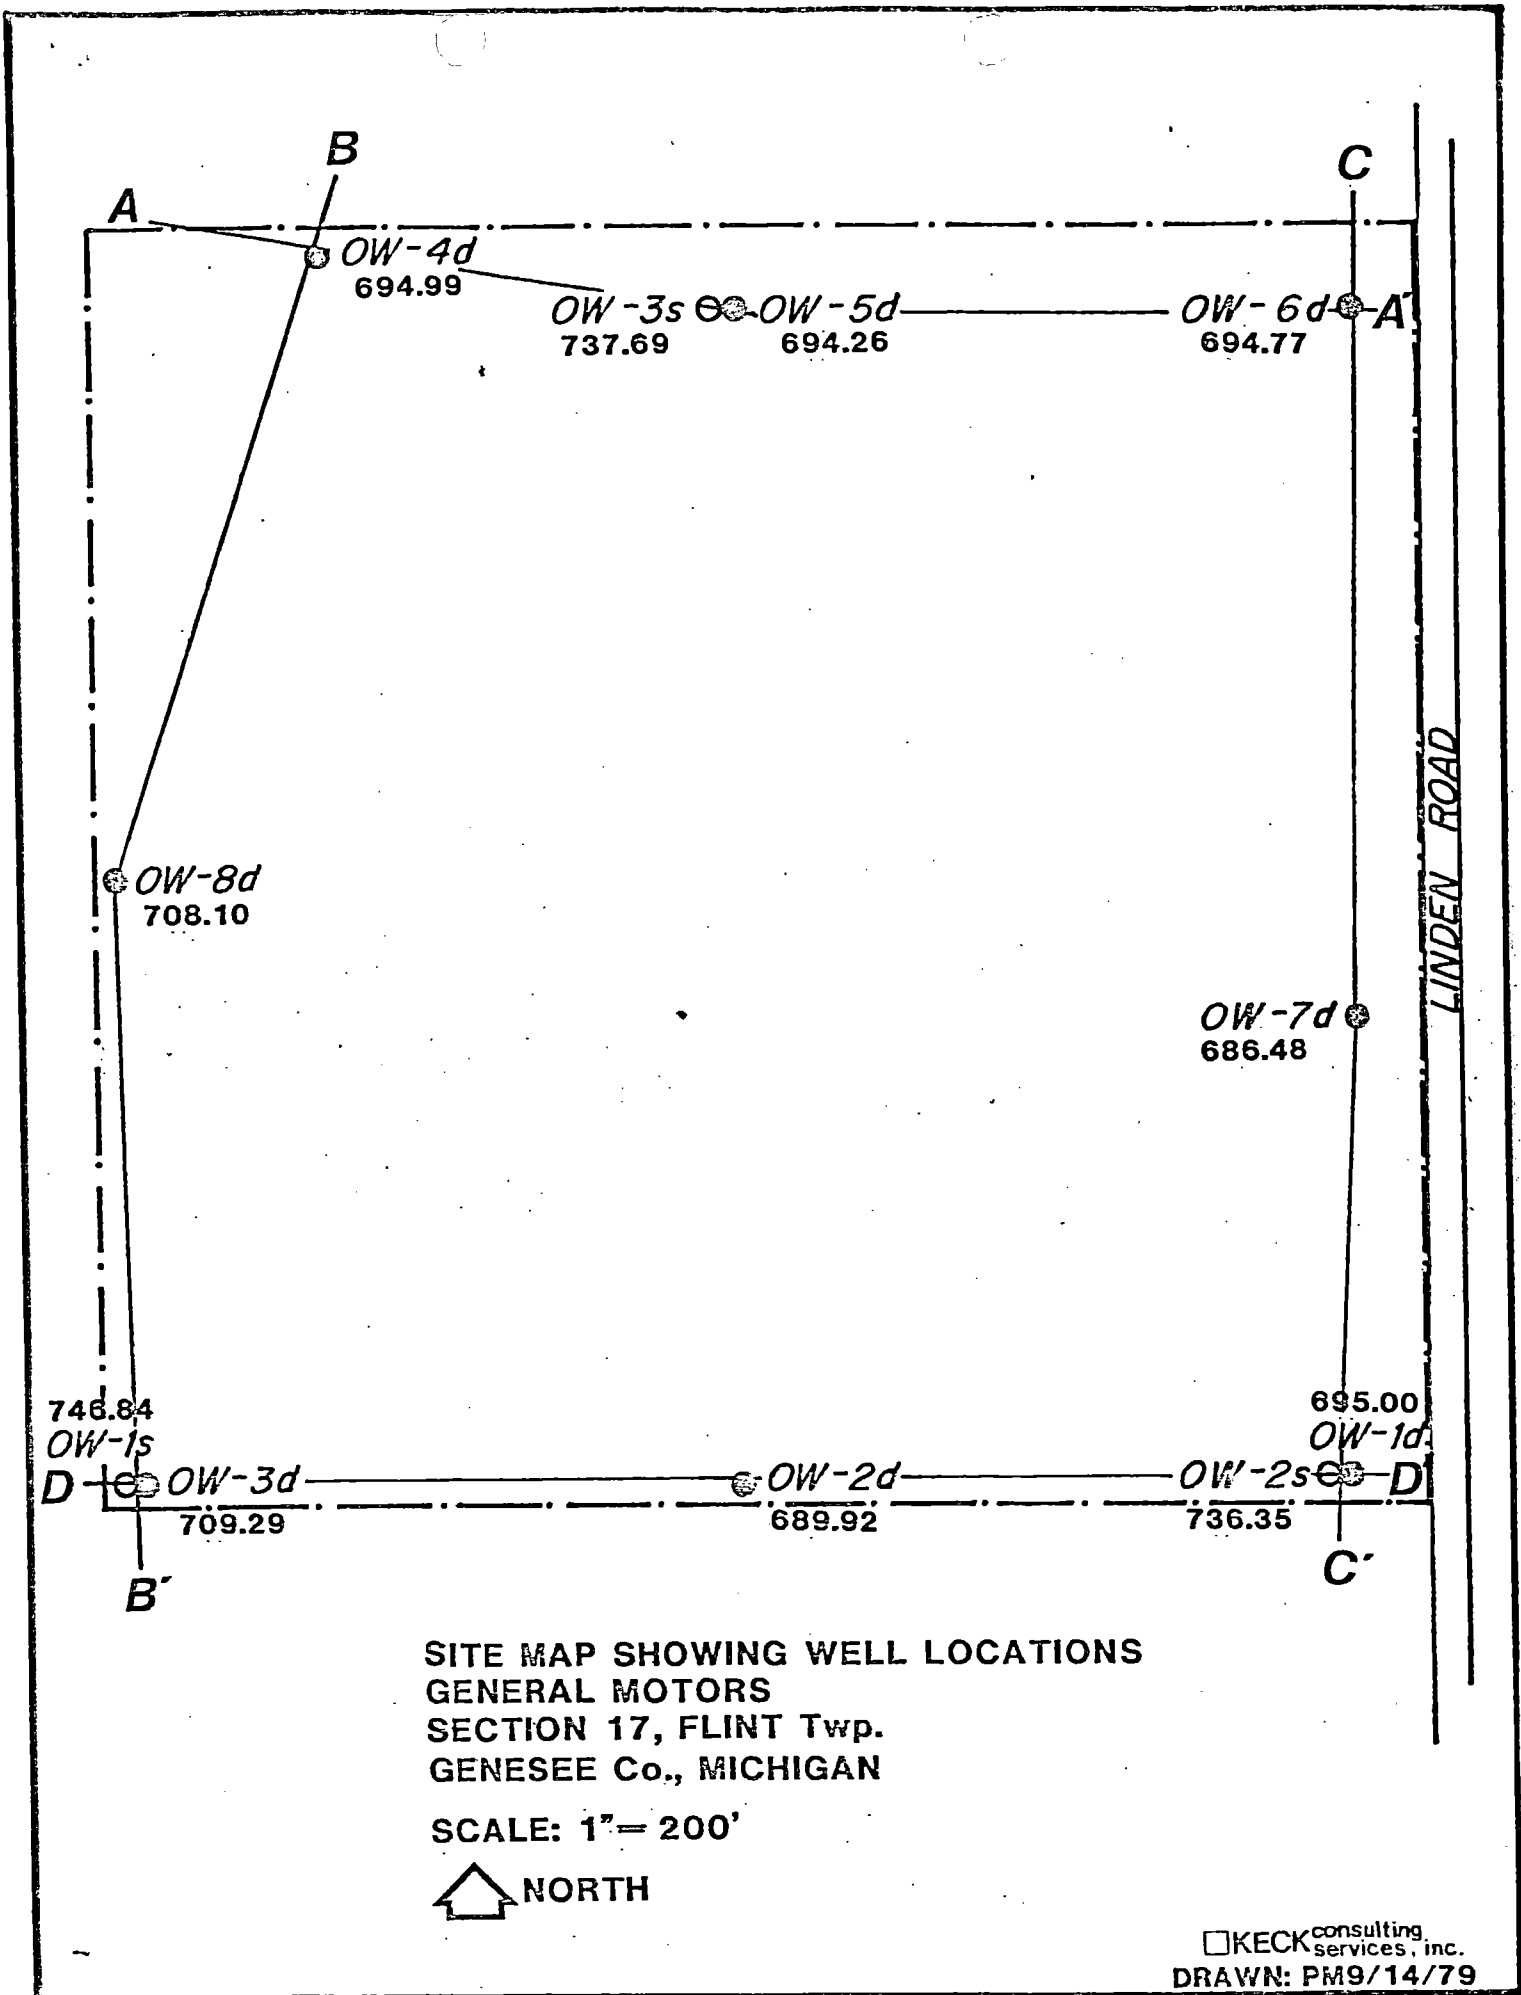 B
C
A
OW-4d
694.99
OW-3s OW-5d
737.69 694.26
OW-6d A'
694.77
OW-8d
708.10
OW-7d
686.48
LINDEN ROAD
746.84
OW-1s
D OW-3d
709.29
OW-2d
689.92
695.00
OW-1d
OW-2s D'
736.35
B'
C'
SITE MAP SHOWING WELL LOCATIONS
GENERAL MOTORS
SECTION 17, FLINT Twp.
GENESEE Co., MICHIGAN
SCALE: 1"= 200'
NORTH
KECK consulting services, inc.
DRAWN: PM9/14/79